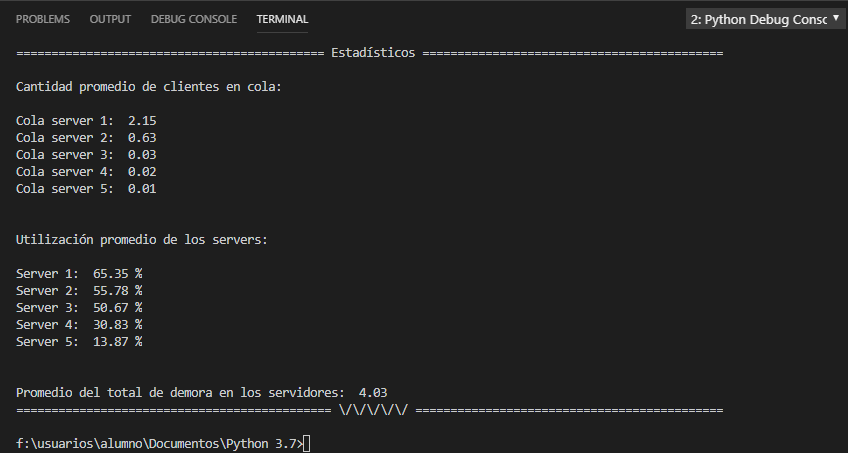 PROBLEMS OUTPUT DEBUG CONSOLE TERMINAL 2: Python Debug Consc
============================================ Estadísticos ===========================================
Cantidad promedio de clientes en cola:
Cola server 1: 2.15
Cola server 2: 0.63
Cola server 3: 0.03
Cola server 4: 0.02
Cola server 5: 0.01
Utilización promedio de los servers:
Server 1: 65.35 %
Server 2: 55.78 %
Server 3: 50.67 %
Server 4: 30.83 %
Server 5: 13.87 %
Promedio del total de demora en los servidores: 4.03
============================================= \/\/\/\/\/ ============================================
f:\usuarios\alumno\Documentos\Python 3.7>